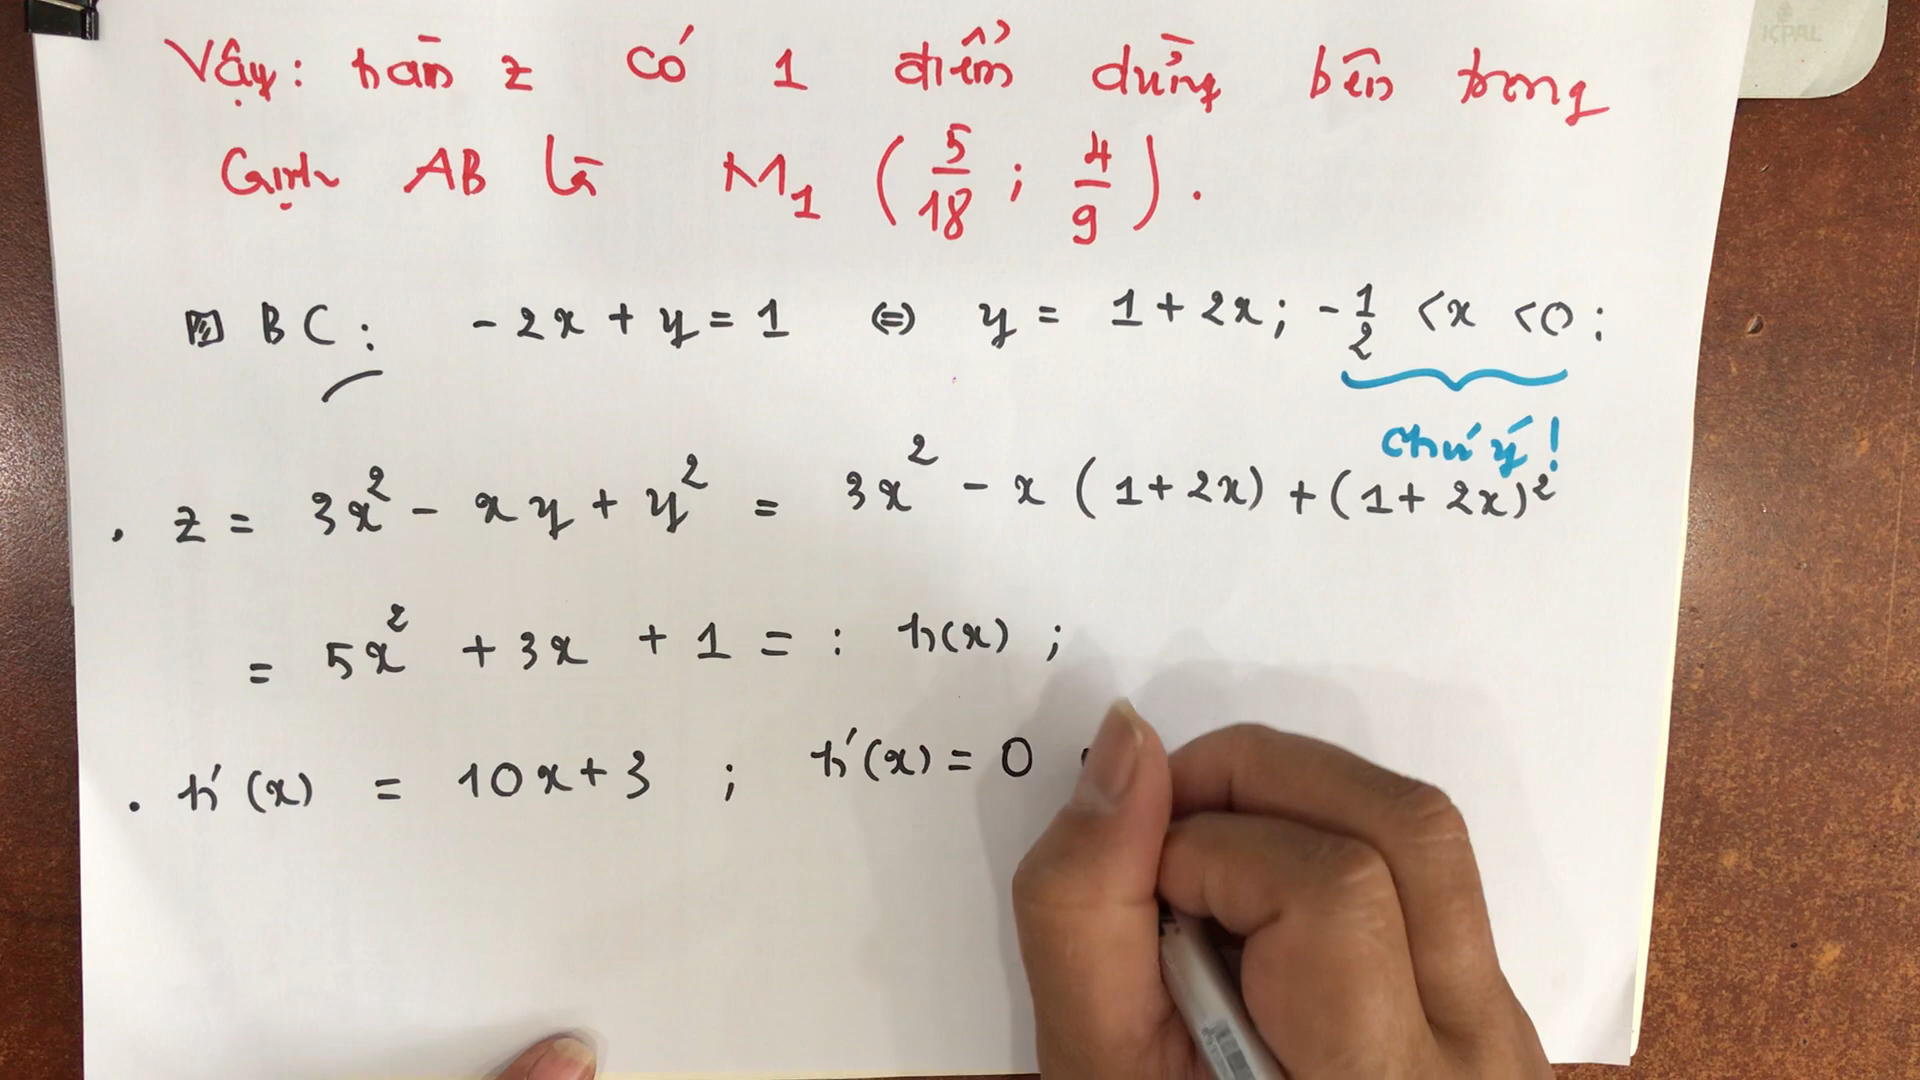 Vậy: hàm z có 1 điểm dừng bên trong
cạnh AB là M₁ (5/18 ; 4/9).
BC: -2x + y = 1 ⇔ y = 1 + 2x; -1/2 < x < 0 :
chú ý!
. z = 3x² - xy + y² = 3x² - x (1 + 2x) + (1 + 2x)²
= 5x² + 3x + 1 = : h(x) ;
. h'(x) = 10x + 3 ; h'(x) = 0